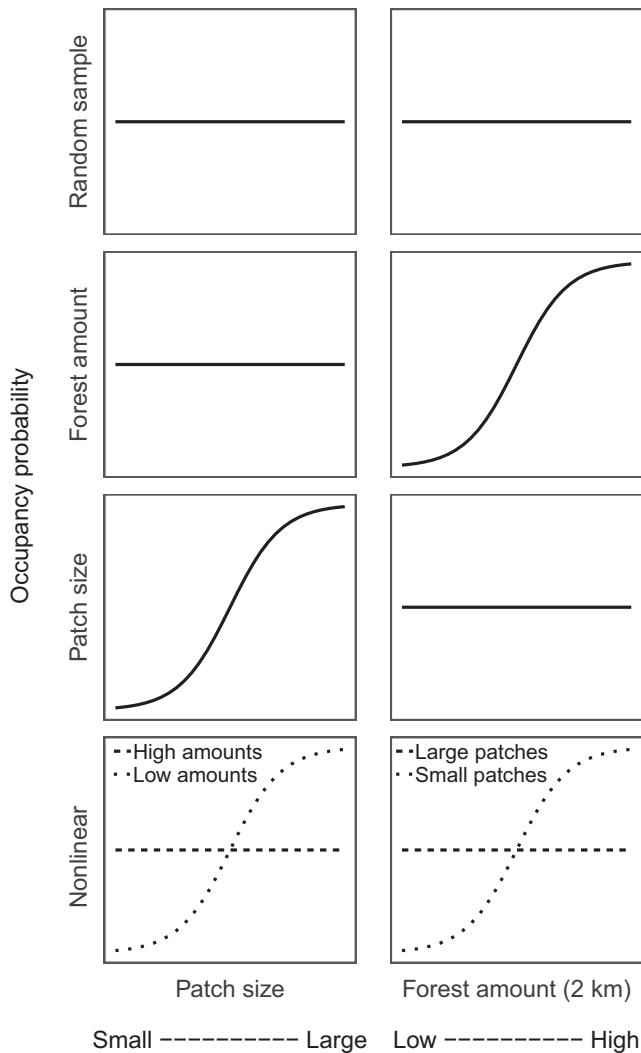 Occupancy probability
Random sample
Forest amount
Patch size
Nonlinear
High amounts
Low amounts
Large patches
Small patches
Patch size
Forest amount (2 km)
Small ---------- Large
Low ---------- High